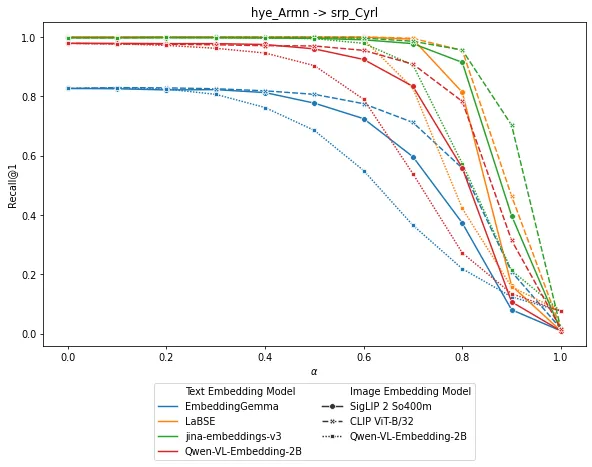 hye_Armn -> srp_Cyrl
Recall@1
1.0
0.8
0.6
0.4
0.2
0.0
0.0 0.2 0.4 0.6 0.8 1.0
α
Text Embedding Model
EmbeddingGemma
LaBSE
jina-embeddings-v3
Qwen-VL-Embedding-2B
Image Embedding Model
SigLIP 2 So400m
CLIP ViT-B/32
Qwen-VL-Embedding-2B